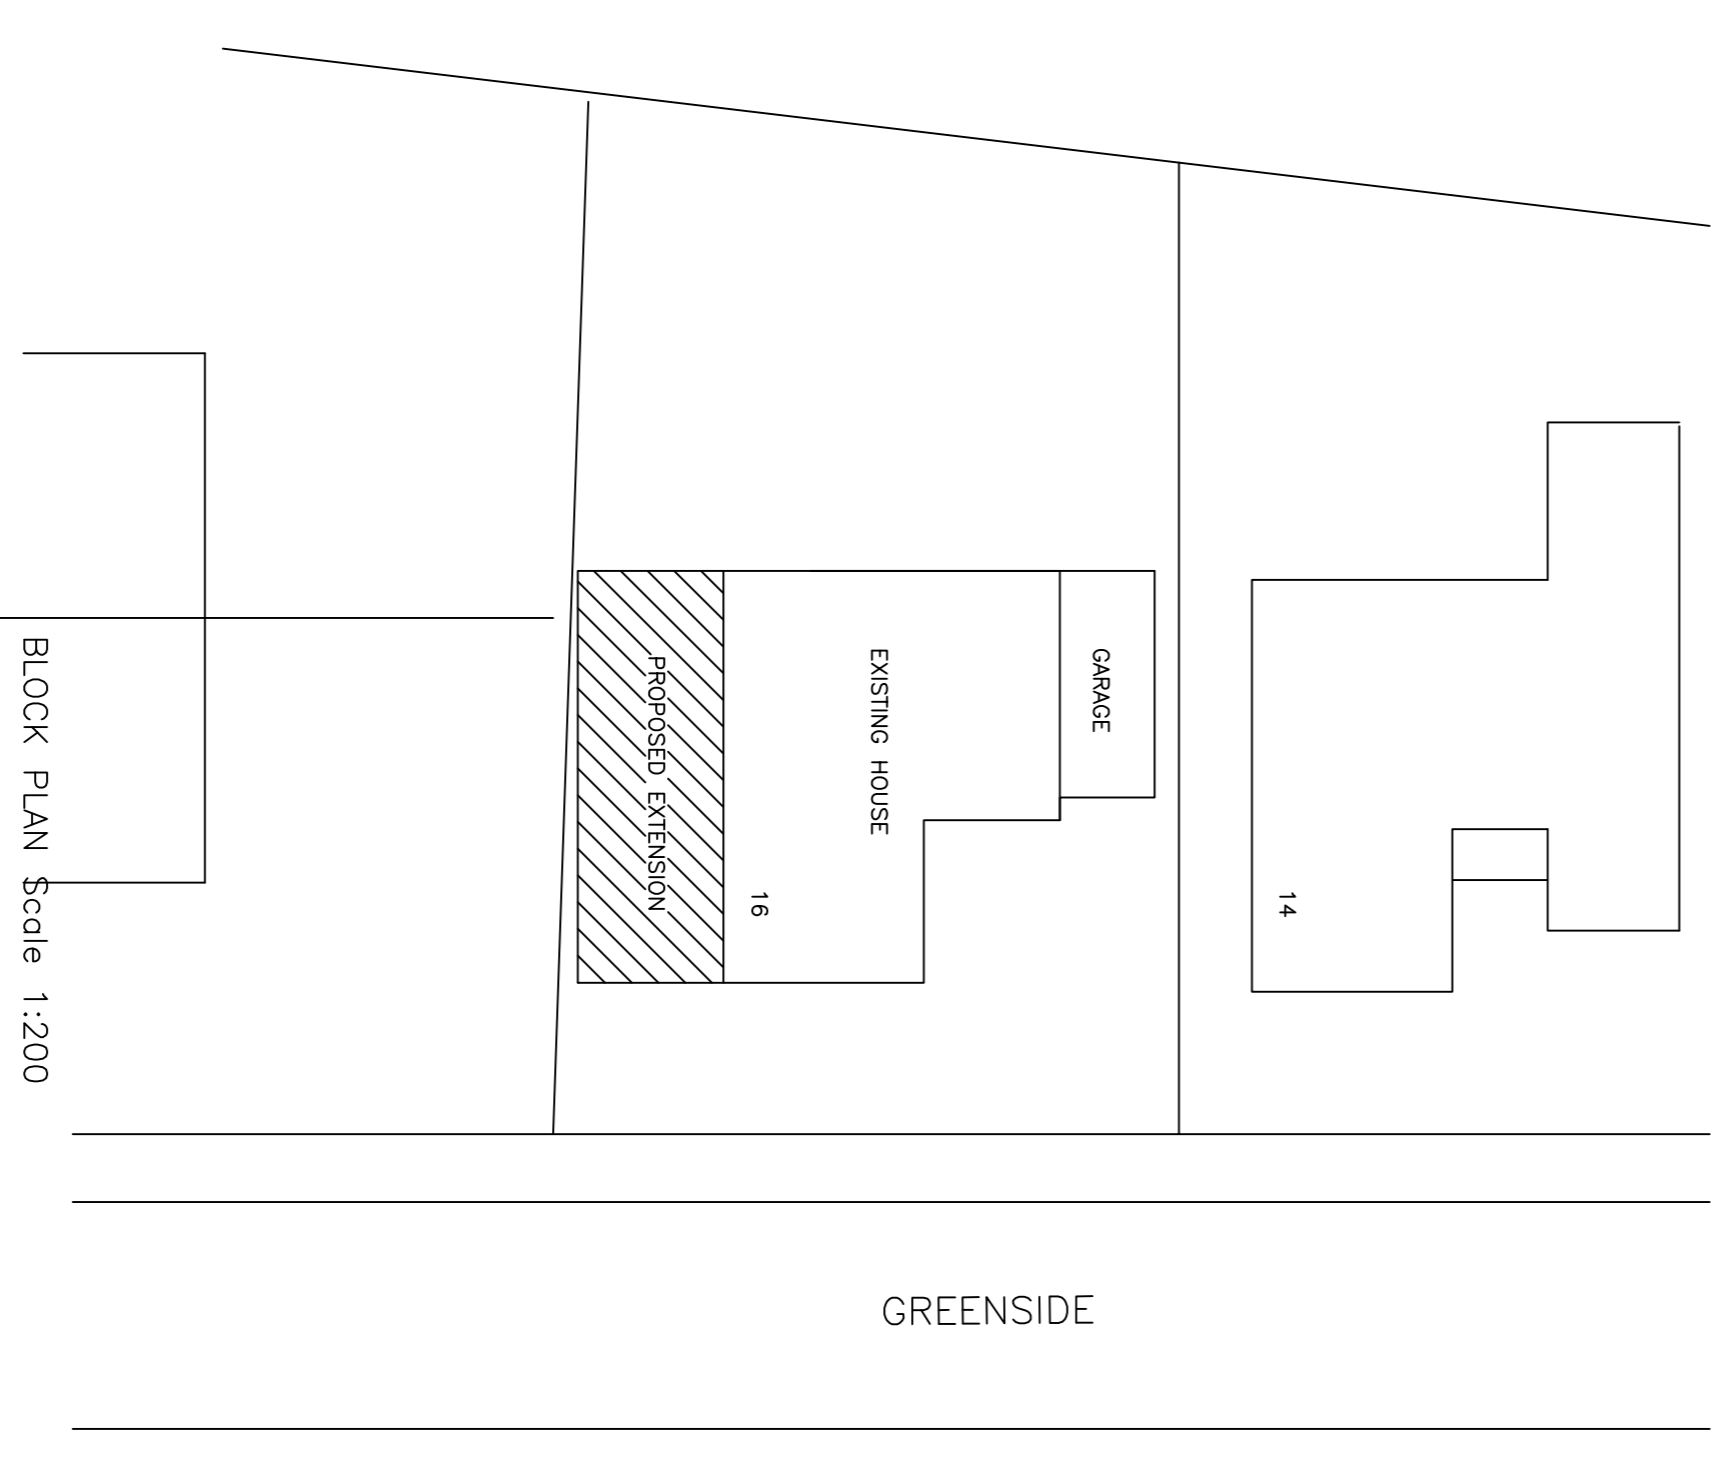 PROPOSED EXTENSION
EXISTING HOUSE
GARAGE
16
14
GREENSIDE
BLOCK PLAN Scale 1:200